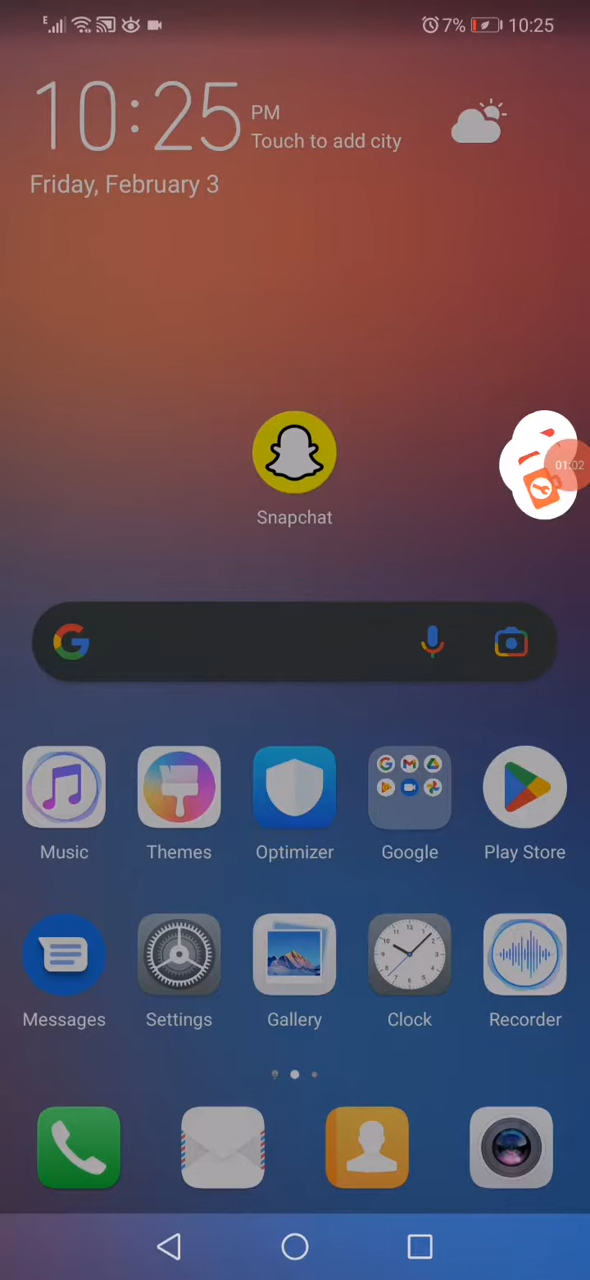 E 7% 10:25
10:25 PM
Touch to add city
Friday, February 3
Snapchat
01:02
Music Themes Optimizer Google Play Store
Messages Settings Gallery Clock Recorder